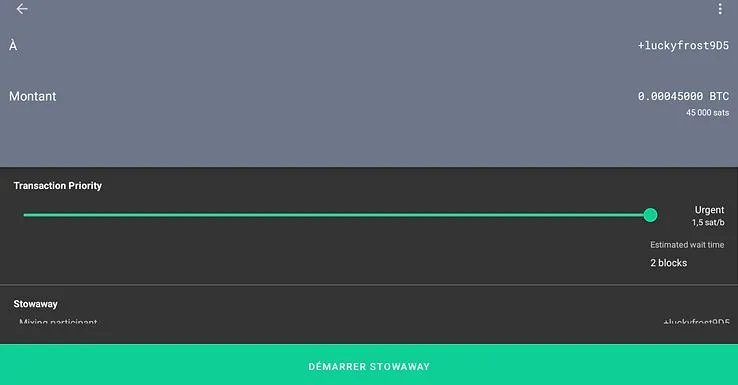 À
+luckyfrost9D5
Montant
0.00045000 BTC
45 000 sats
Transaction Priority
Urgent
1,5 sat/b
Estimated wait time
2 blocks
Stowaway
Mixing participant
+luckyfrost9D5
DÉMARRER STOWAWAY